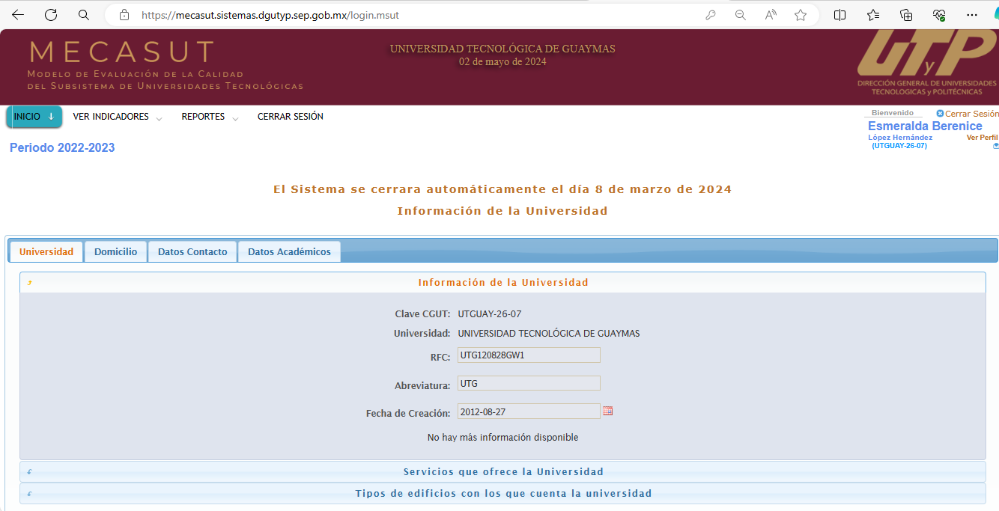 https://mecasut.sistemas.dgutyp.sep.gob.mx/login.msut
MECASUT
MODELO DE EVALUACIÓN DE LA CALIDAD
DEL SUBSISTEMA DE UNIVERSIDADES TECNOLÓGICAS
UNIVERSIDAD TECNOLÓGICA DE GUAYMAS
02 de mayo de 2024
UTyP
DIRECCIÓN GENERAL DE UNIVERSIDADES
TECNOLOGICAS y POLITÉCNICAS
INICIO VER INDICADORES REPORTES CERRAR SESIÓN
Bienvenido Cerrar Sesión
Esmeralda Berenice
López Hernández Ver Perfil
(UTGUAY-26-07)
Periodo 2022-2023
El Sistema se cerrara automáticamente el día 8 de marzo de 2024
Información de la Universidad
Universidad Domicilio Datos Contacto Datos Académicos
Información de la Universidad
Clave CGUT: UTGUAY-26-07
Universidad: UNIVERSIDAD TECNOLÓGICA DE GUAYMAS
RFC: UTG120828GW1
Abreviatura: UTG
Fecha de Creación: 2012-08-27
No hay más información disponible
Servicios que ofrece la Universidad
Tipos de edificios con los que cuenta la universidad